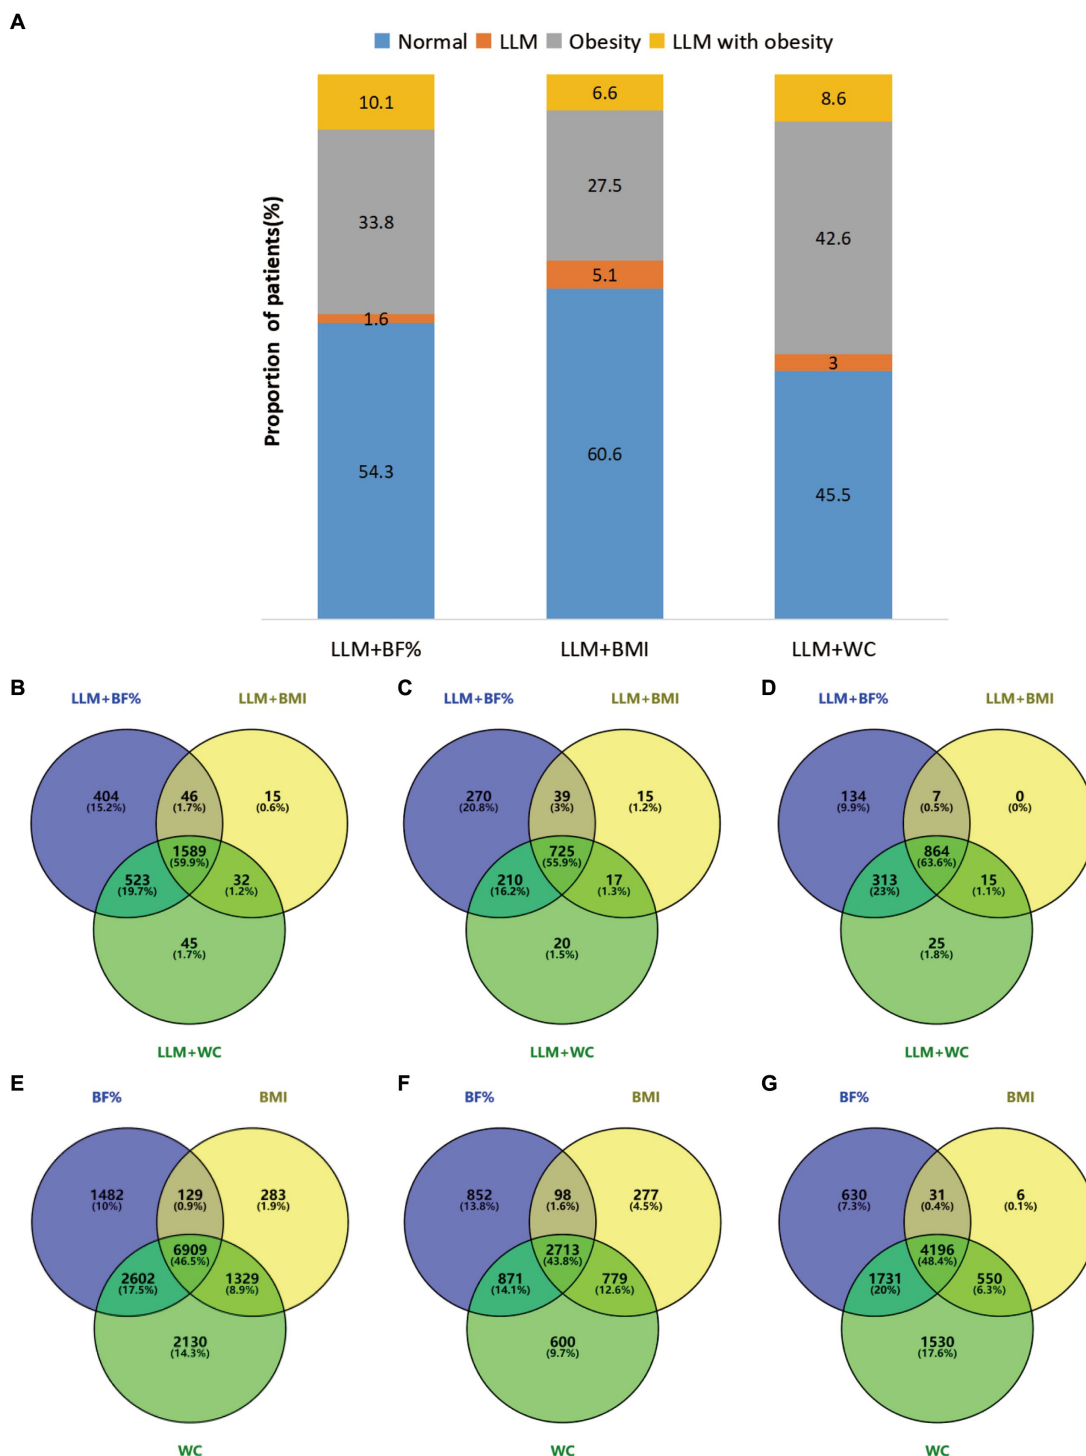 A
Normal LLM Obesity LLM with obesity
10.1 6.6 8.6
33.8 27.5 42.6
1.6 5.1 3
54.3 60.6 45.5
Proportion of patients(%)
LLM+BF% LLM+BMI LLM+WC
B
LLM+BF% LLM+BMI
404 46 15
(15.2%) (1.7%) (0.6%)
1589
(59.9%)
523 32
(19.7%) (1.2%)
45
(1.7%)
LLM+WC
C
LLM+BF% LLM+BMI
270 39 15
(20.8%) (3%) (1.2%)
725
(55.9%)
210 17
(16.2%) (1.3%)
20
(1.5%)
LLM+WC
D
LLM+BF% LLM+BMI
134 7 0
(9.9%) (0.5%) (0%)
864
(63.6%)
313 15
(23%) (1.1%)
25
(1.8%)
LLM+WC
E
BF% BMI
1482 129 283
(10%) (0.9%) (1.9%)
6909
(46.5%)
2602 1329
(17.5%) (8.9%)
2130
(14.3%)
WC
F
BF% BMI
852 98 277
(13.8%) (1.6%) (4.5%)
2713
(43.8%)
871 779
(14.1%) (12.6%)
600
(9.7%)
WC
G
BF% BMI
630 31 6
(7.3%) (0.4%) (0.1%)
4196
(48.4%)
1731 550
(20%) (6.3%)
1530
(17.6%)
WC